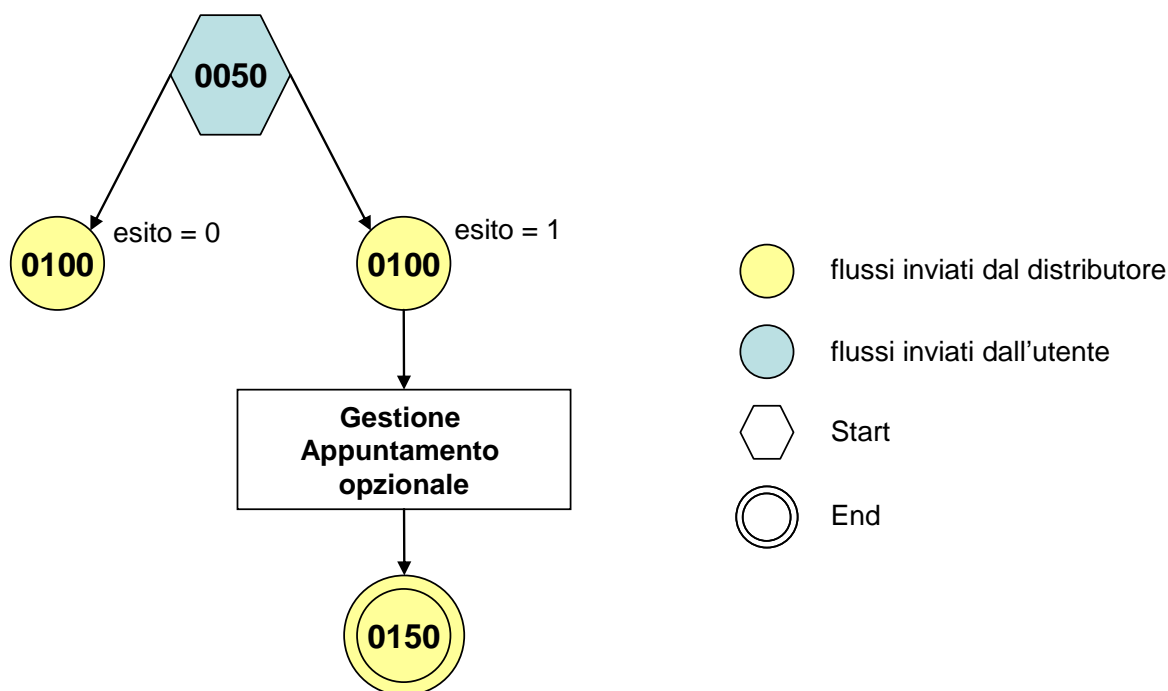 0050
esito = 0
esito = 1
0100
0100
Gestione
Appuntamento
opzionale
0150
flussi inviati dal distributore
flussi inviati dall'utente
Start
End